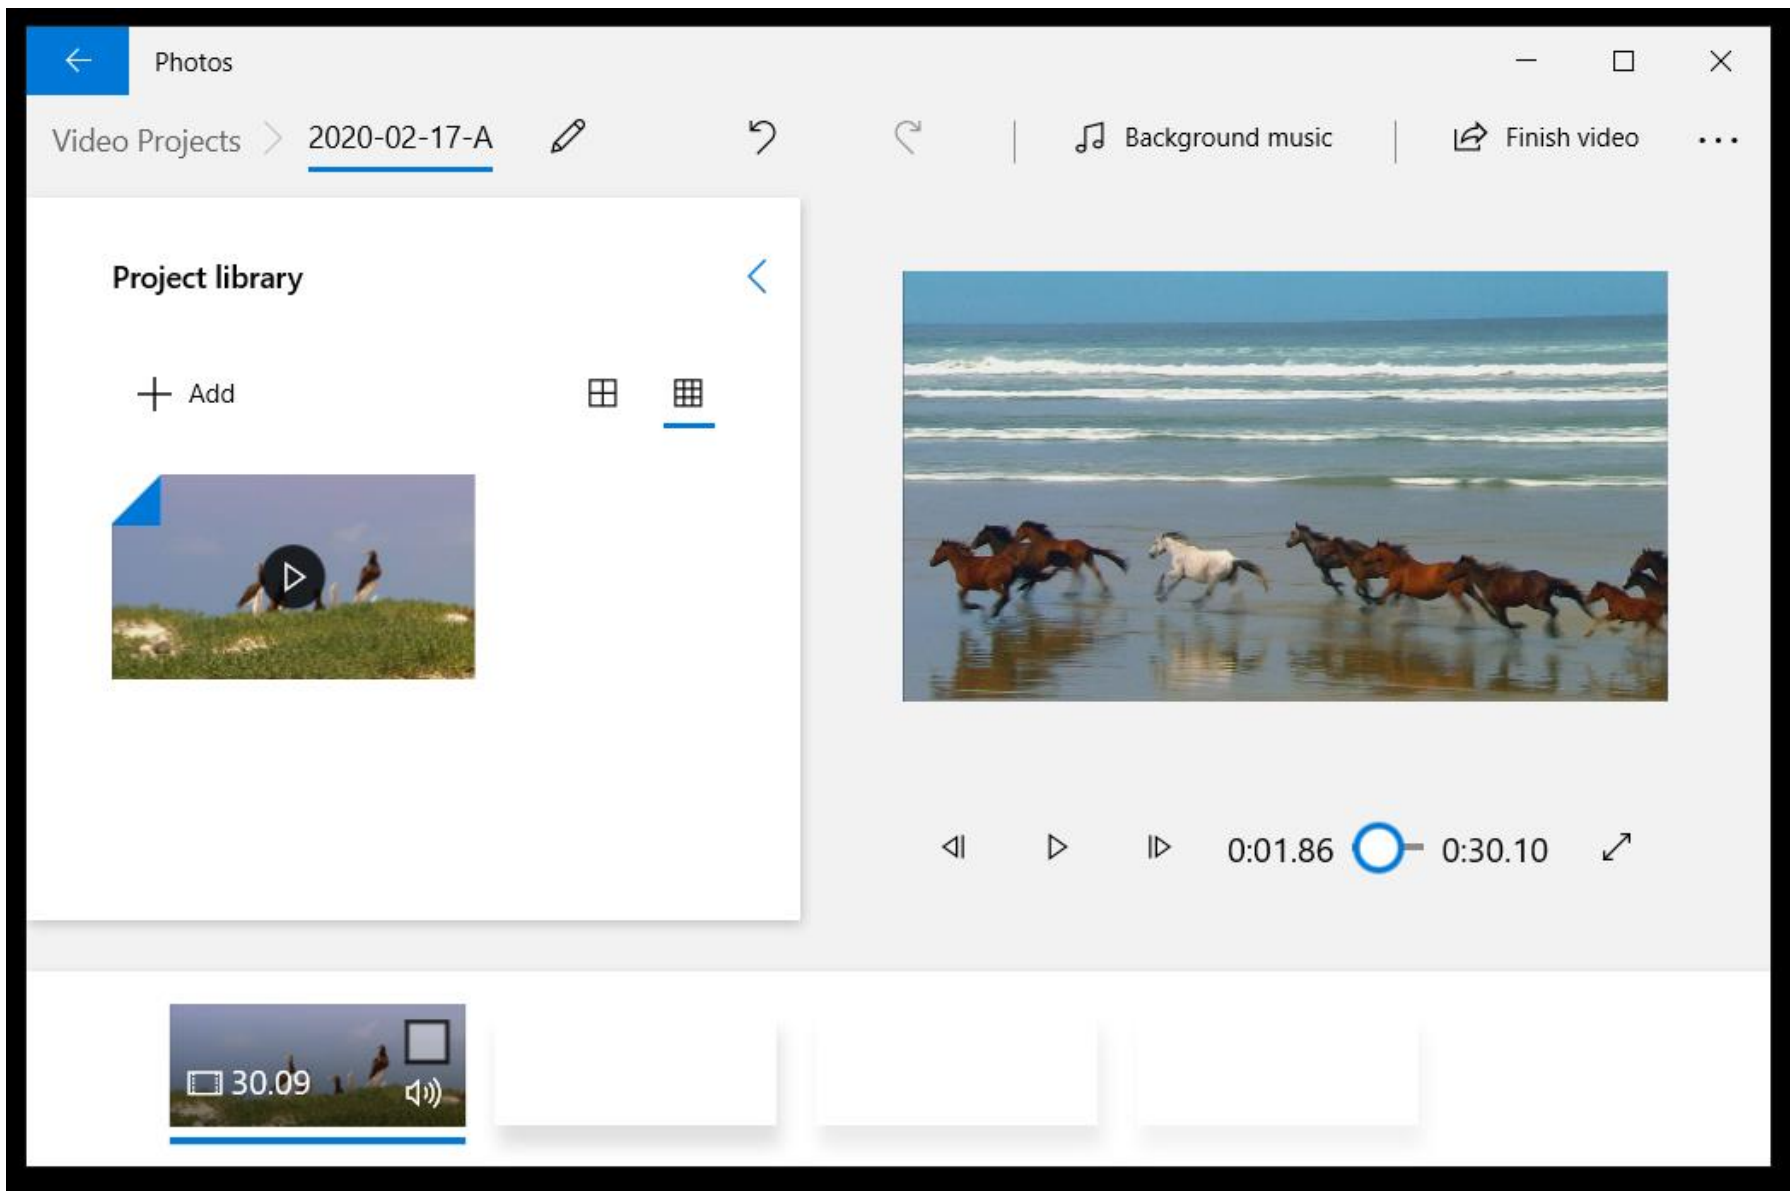 Photos
Video Projects 2020-02-17-A Background music Finish video
Project library
Add
0:01.86 0:30.10
30.09